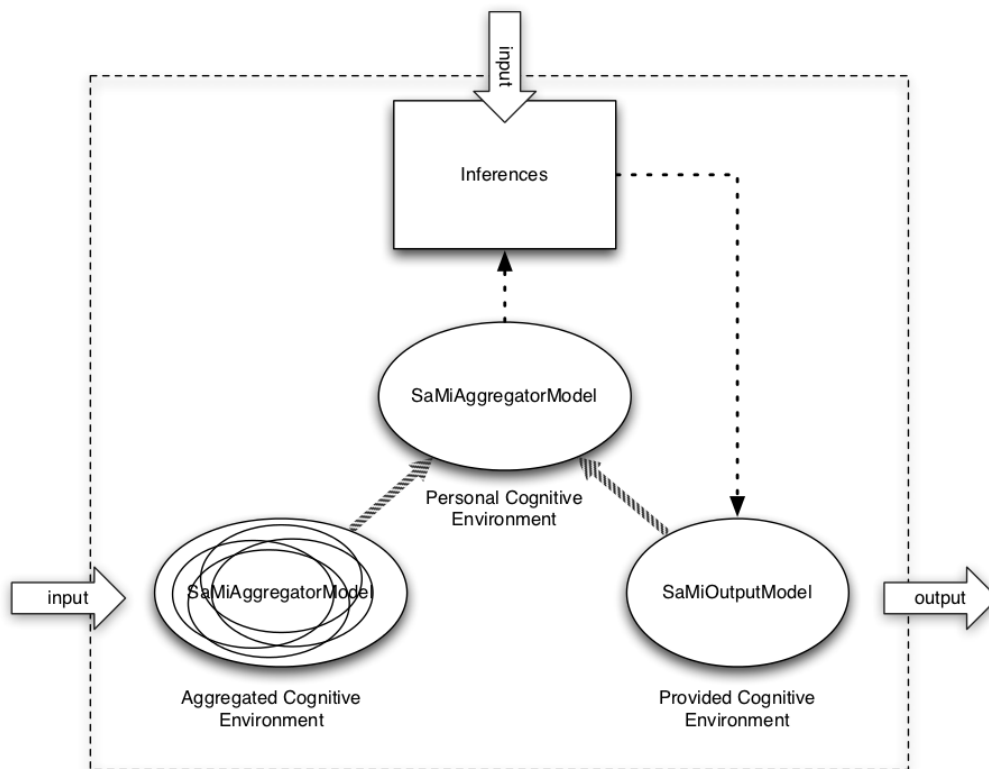 input
Inferences
SaMiAggregatorModel
Personal Cognitive
Environment
input
SaMiAggregatorModel
SaMiOutputModel
output
Aggregated Cognitive
Environment
Provided Cognitive
Environment